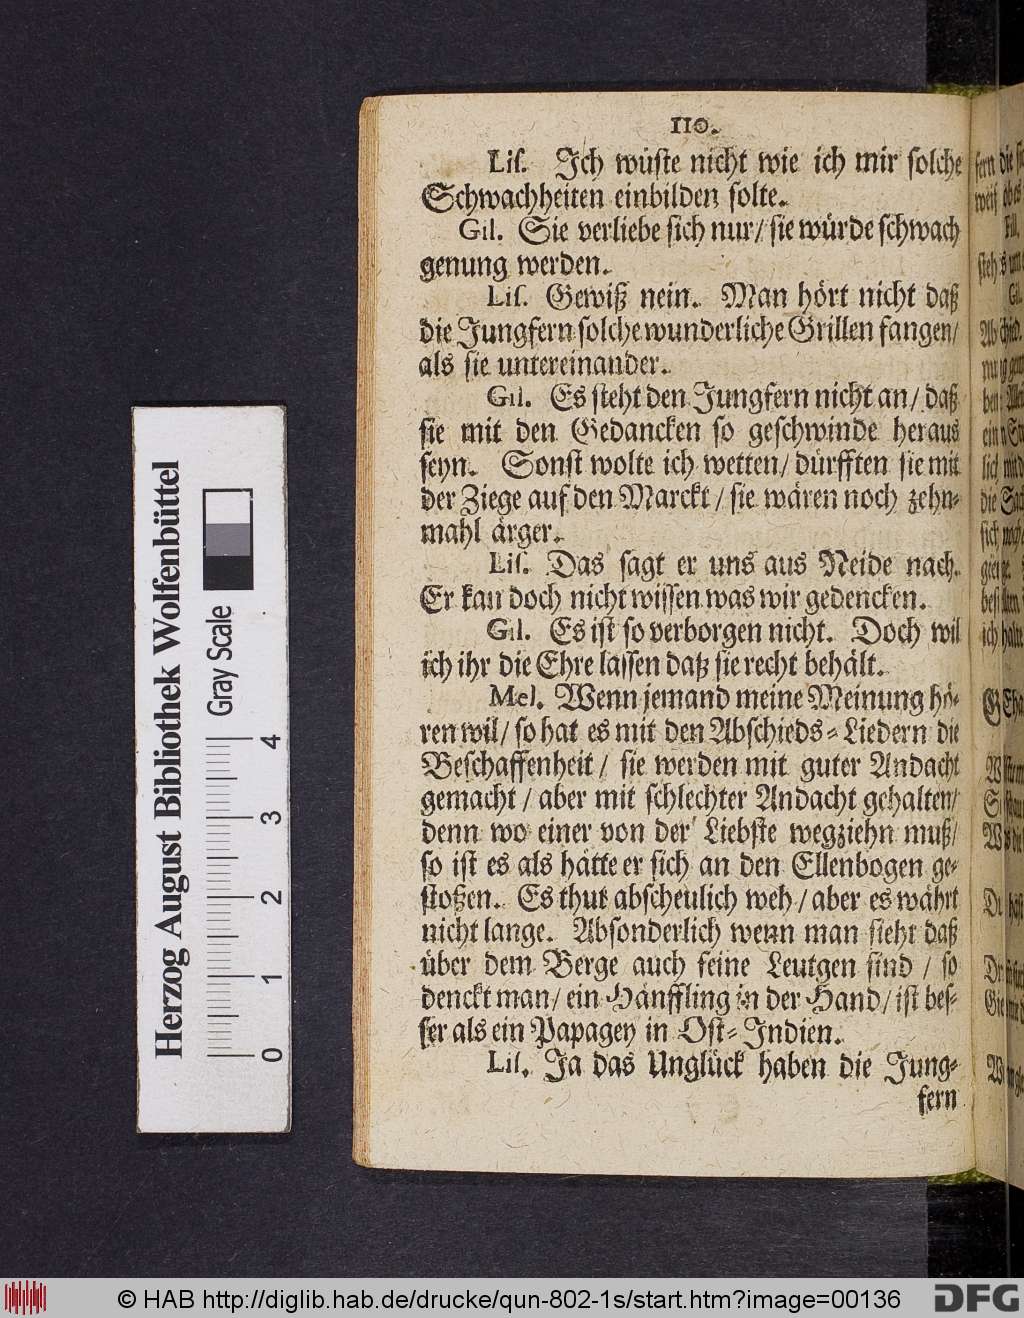 110.
Liſ. Ich wüſte nicht wie ich mir ſolche
Schwachheiten einbilden ſolte.
Gil. Sie verliebe ſich nur/ ſie würde ſchwach
genung werden.
Liſ. Gewiß nein. Man hört nicht daß
die Jungfern ſolche wunderliche Grillen fangen/
als ſie untereinander.
Gil. Es ſteht den Jungfern nicht an/ daß
ſie mit den Gedancken ſo geſchwinde heraus
ſeyn. Sonſt wolte ich wetten/ dürfften ſie mit
der Ziege auf den Marckt / ſie wären noch zehn⸗
mahl ärger.
Liſ. Das ſagt er uns aus Neide nach.
Er kan doch nicht wiſſen was wir gedencken.
Gil. Es iſt ſo verborgen nicht. Doch wil
ich ihr die Ehre laſſen daß ſie recht behält.
Mel. Wenn jemand meine Meinung hö⸗
ren wil/ ſo hat es mit den Abſchieds⸗Liedern die
Beſchaffenheit / ſie werden mit guter Andacht
gemacht / aber mit ſchlechter Andacht gehalten/
denn wo einer von der Liebſte wegziehn muß/
ſo iſt es als hätte er ſich an den Ellenbogen ge⸗
ſtoßen. Es thut abſcheulich weh / aber es währt
nicht lange. Abſonderlich wenn man ſieht daß
über dem Berge auch feine Leutgen ſind / ſo
denckt man/ ein Hänffling in der Hand/ iſt beſ⸗
ſer als ein Papagey in Oſt⸗Indien.
Liſ. Ja das Unglück haben die Jung⸗
fern
Herzog August Bibliothek Wolfenbüttel
Gray Scale
0 1 2 3 4
© HAB http://diglib.hab.de/drucke/qun-802-1s/start.htm?image=00136
DFG